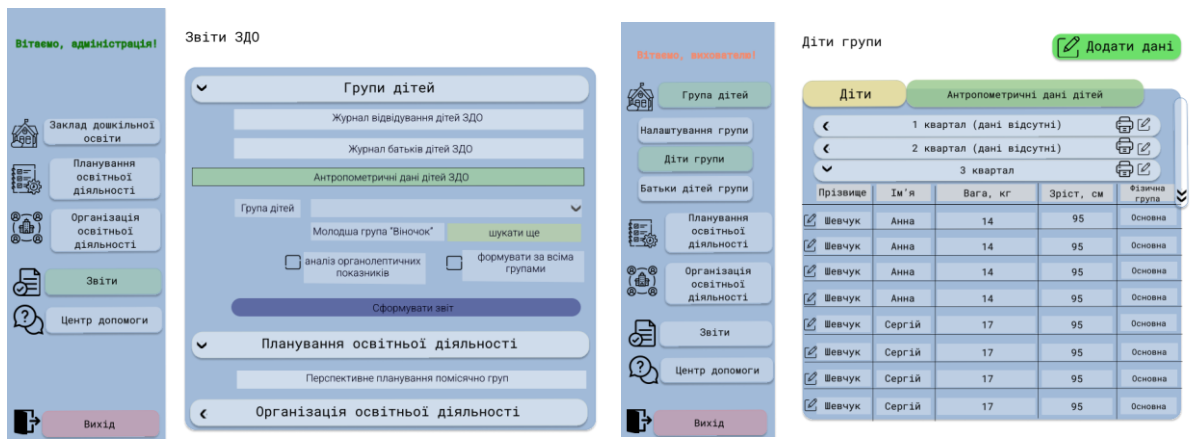 Вітаємо, адміністрація!
Заклад дошкільної
освіти
Планування
освітньої
діяльності
Організація
освітньої
діяльності
Звіти
Центр допомоги
Вихід
Звіти ЗДО
Групи дітей
Журнал відвідування дітей ЗДО
Журнал батьків дітей ЗДО
Антропометричні дані дітей ЗДО
Група дітей
Молодша група "Віночок" шукати ще
аналіз органолептичних
показників
формувати за всіма
групами
Сформувати звіт
Планування освітньої діяльності
Перспективне планування помісячно груп
Організація освітньої діяльності
Вітаємо, вихователю!
Група дітей
Налаштування групи
Діти групи
Батьки дітей групи
Планування
освітньої
діяльності
Організація
освітньої
діяльності
Звіти
Центр допомоги
Вихід
Діти групи
Додати дані
Діти Антропометричні дані дітей
1 квартал (дані відсутні)
2 квартал (дані відсутні)
3 квартал
Прізвище Ім'я Вага, кг Зріст, см Фізична
група
Шевчук Анна 14 95 Основна
Шевчук Анна 14 95 Основна
Шевчук Анна 14 95 Основна
Шевчук Анна 14 95 Основна
Шевчук Сергій 17 95 Основна
Шевчук Сергій 17 95 Основна
Шевчук Сергій 17 95 Основна
Шевчук Сергій 17 95 Основна